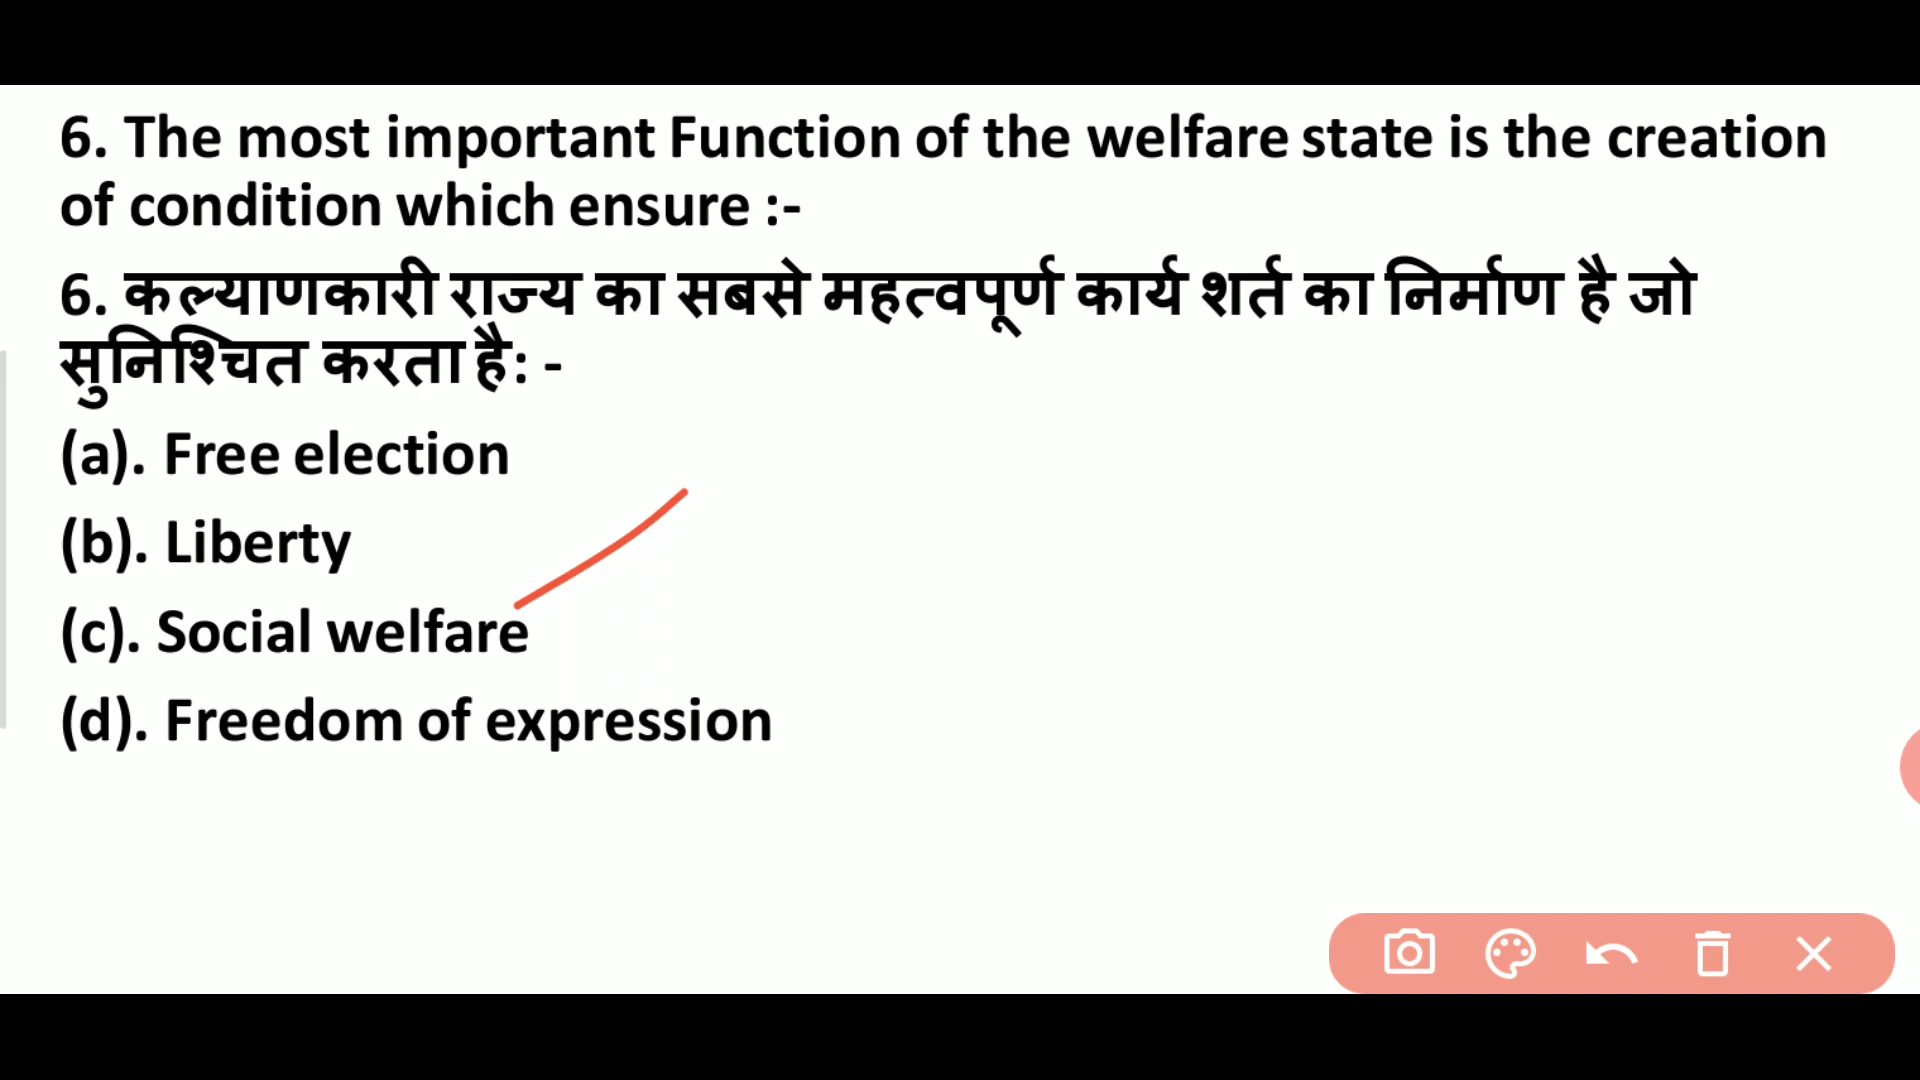 6. The most important Function of the welfare state is the creation
of condition which ensure :-
6. कल्याणकारी राज्य का सबसे महत्वपूर्ण कार्य शर्त का निर्माण है जो
सुनिश्चित करता है: -
(a). Free election
(b). Liberty
(c). Social welfare
(d). Freedom of expression